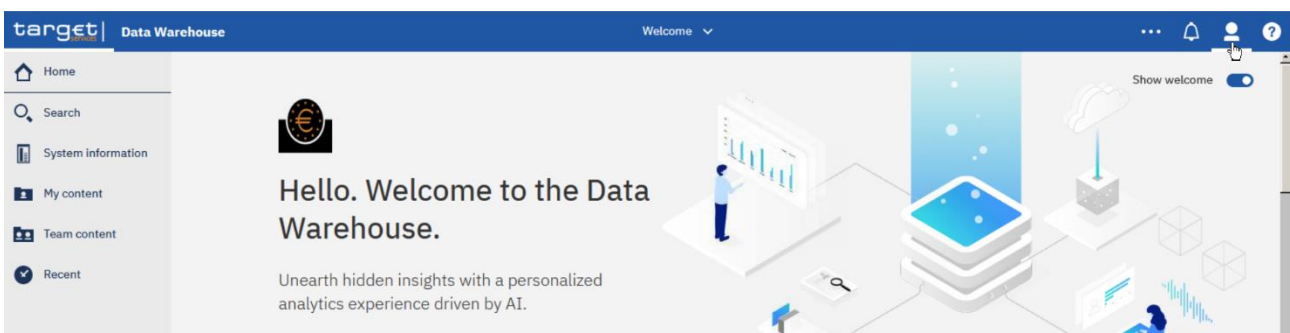 target| Data Warehouse
services
Welcome
?
Home
Show welcome
Search
System information
My content
Team content
Recent
€
Hello. Welcome to the Data
Warehouse.
Unearth hidden insights with a personalized
analytics experience driven by AI.